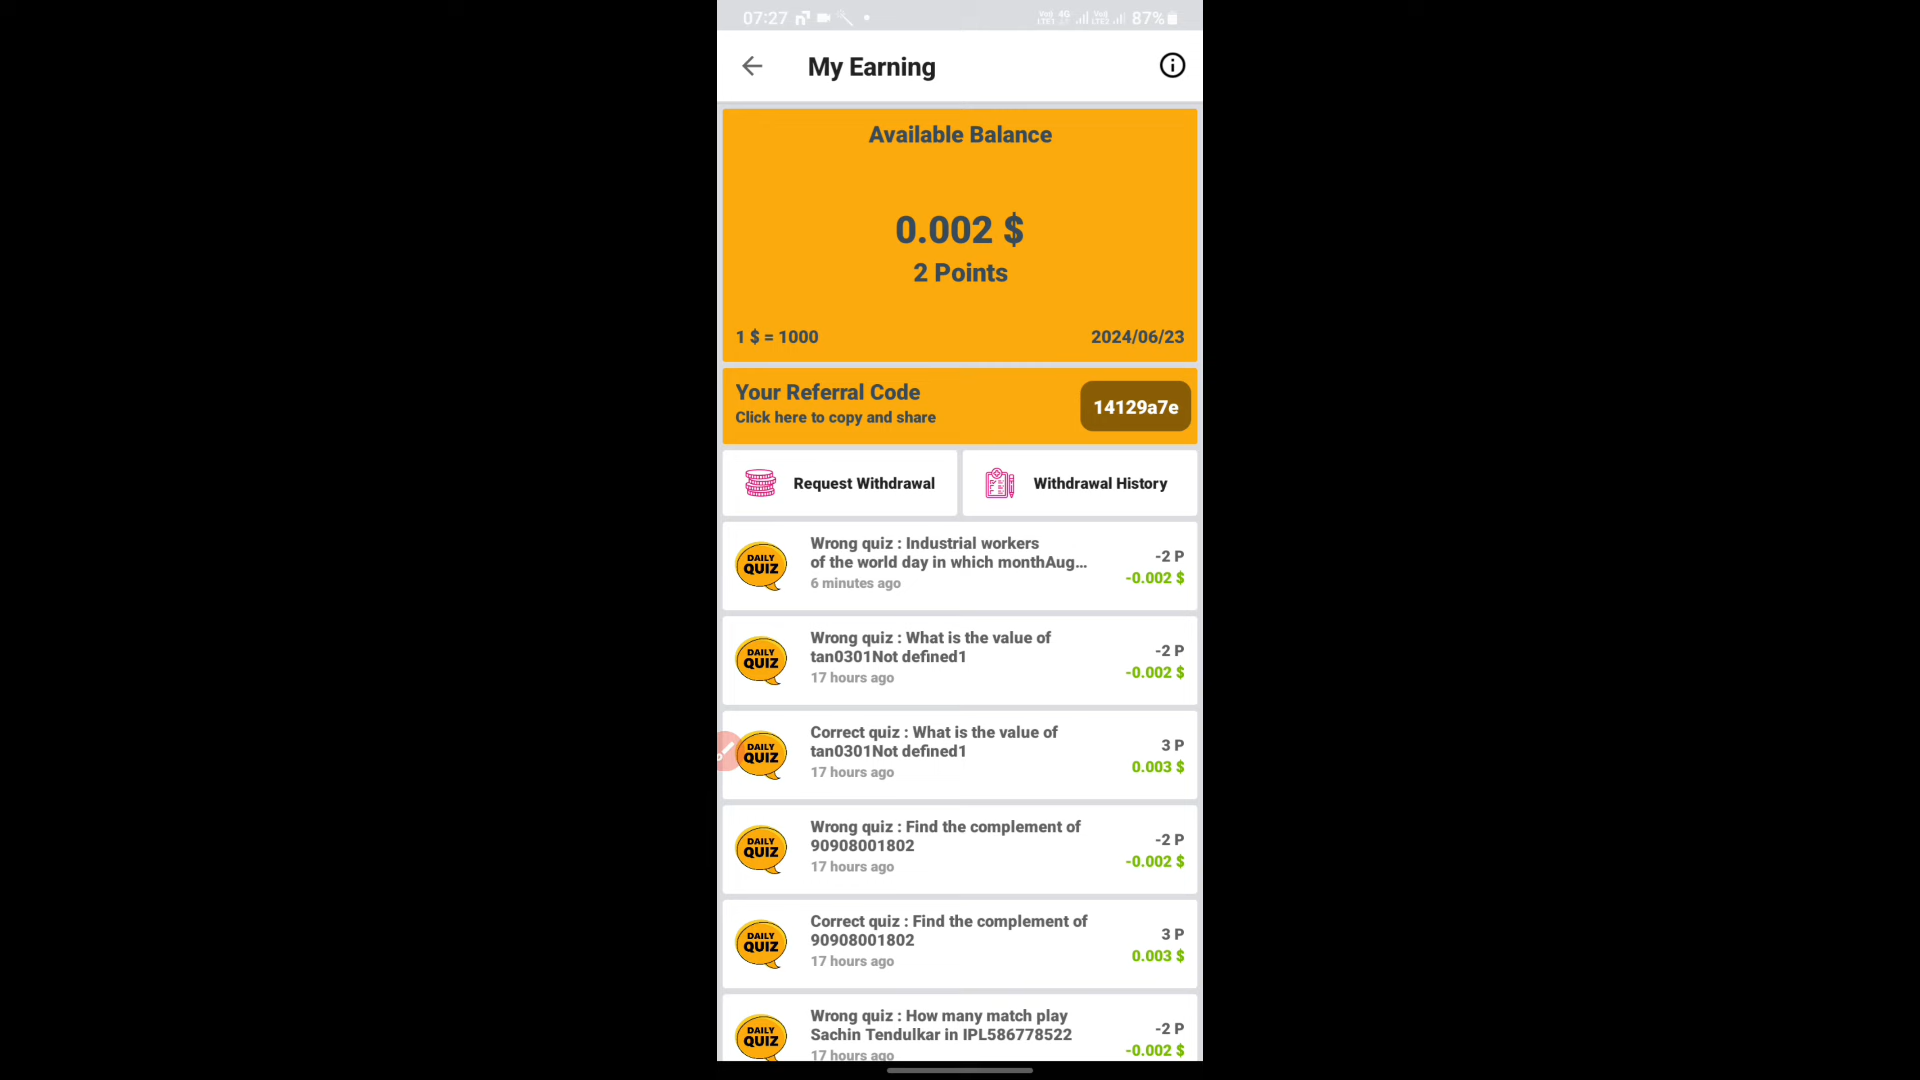 07:27 87%
My Earning
Available Balance
0.002 $
2 Points
1 $ = 1000 2024/06/23
Your Referral Code
Click here to copy and share
14129a7e
Request Withdrawal
Withdrawal History
DAILY QUIZ
Wrong quiz : Industrial workers
of the world day in which monthAug...
6 minutes ago
-2 P
-0.002 $
DAILY QUIZ
Wrong quiz : What is the value of
tan0301Not defined1
17 hours ago
-2 P
-0.002 $
DAILY QUIZ
Correct quiz : What is the value of
tan0301Not defined1
17 hours ago
3 P
0.003 $
DAILY QUIZ
Wrong quiz : Find the complement of
90908001802
17 hours ago
-2 P
-0.002 $
DAILY QUIZ
Correct quiz : Find the complement of
90908001802
17 hours ago
3 P
0.003 $
DAILY QUIZ
Wrong quiz : How many match play
Sachin Tendulkar in IPL586778522
17 hours ago
-2 P
-0.002 $